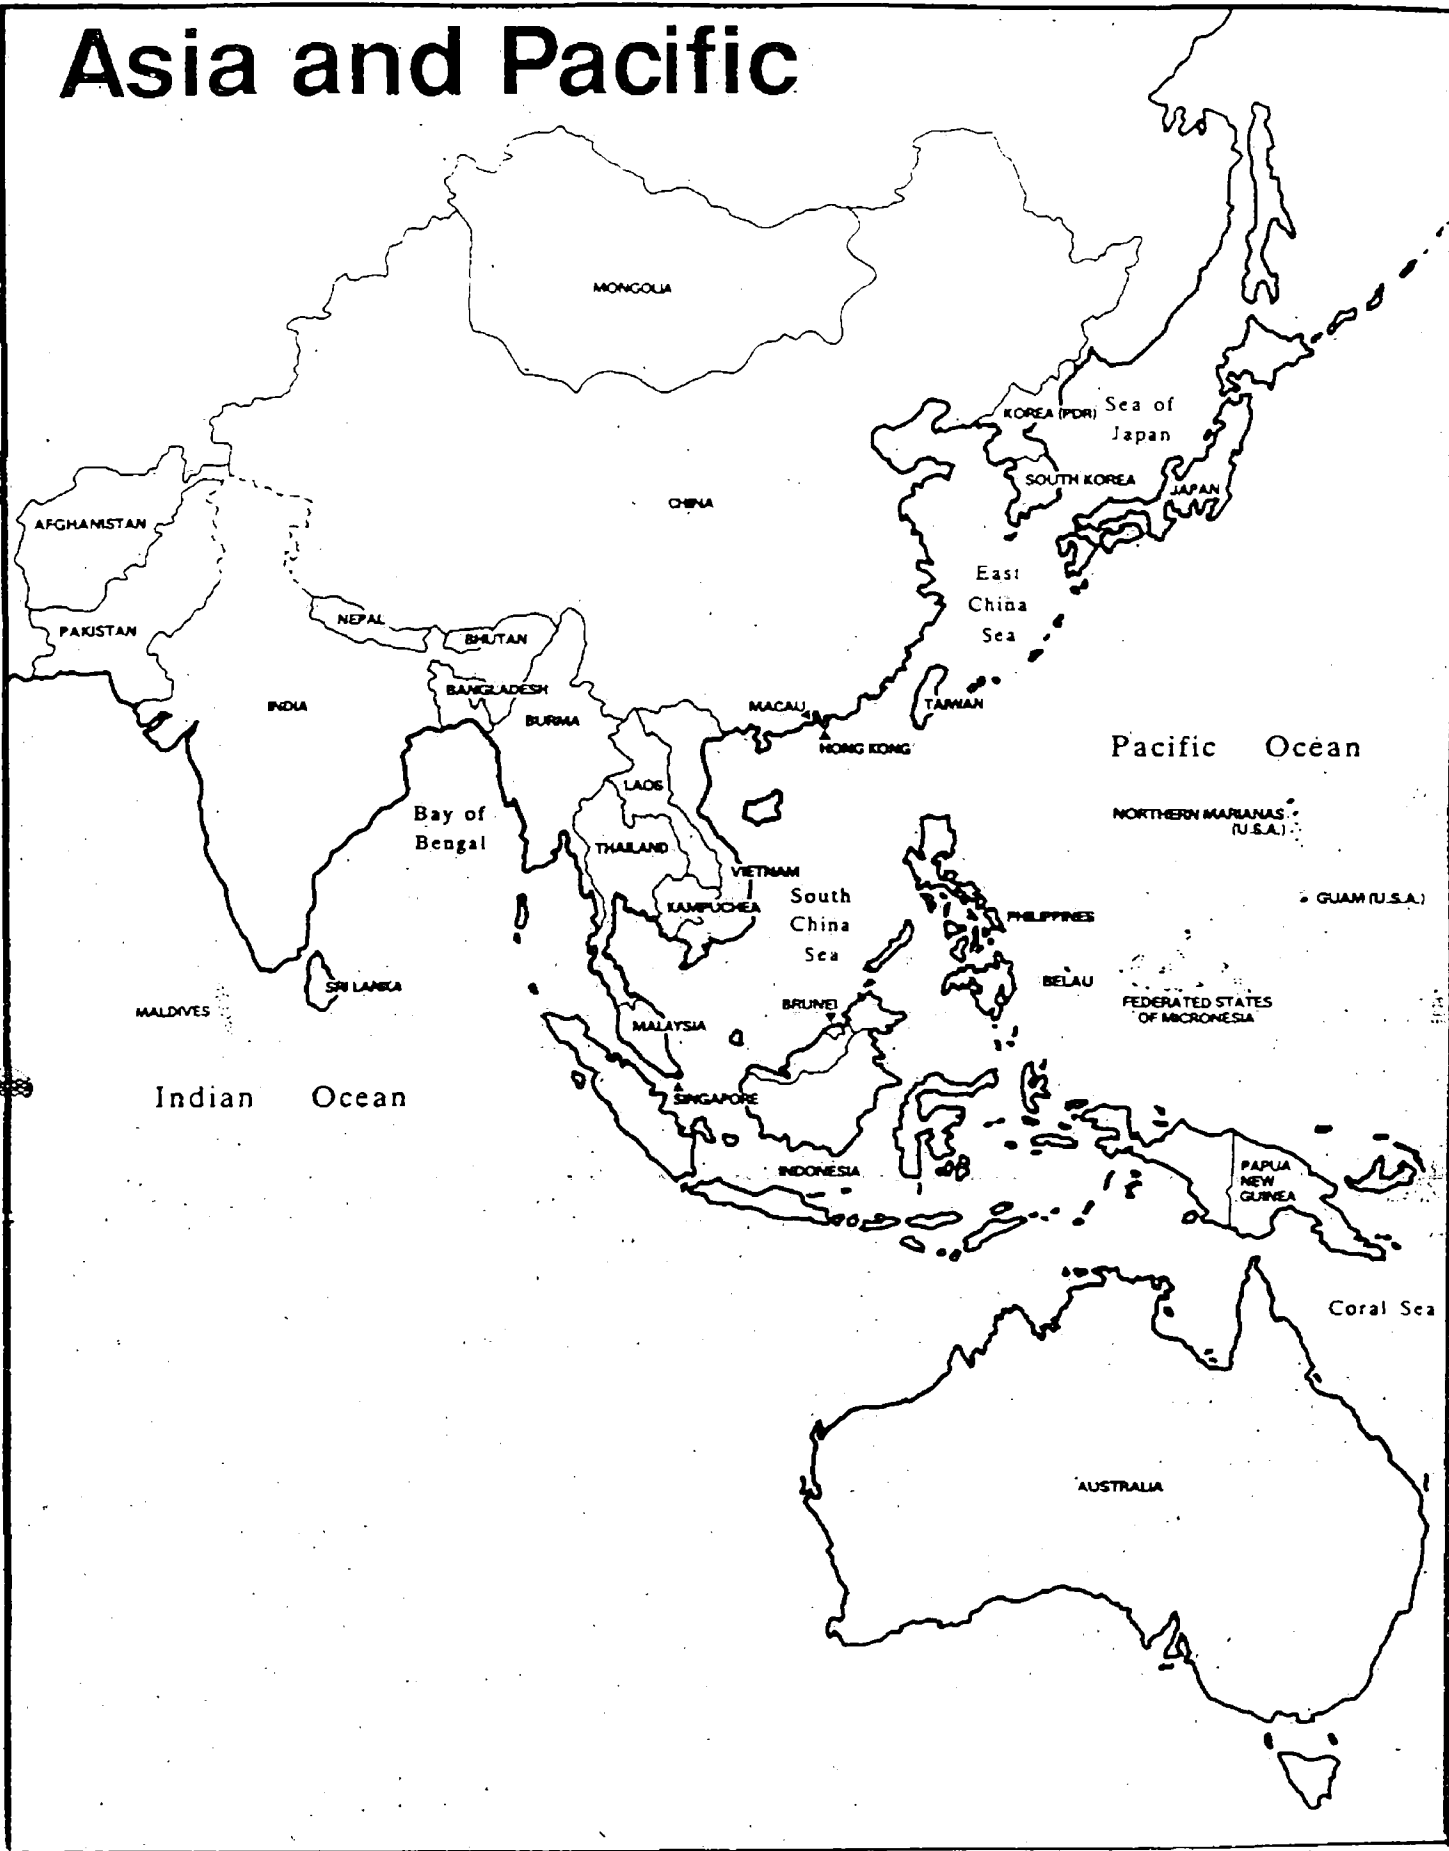 Asia and Pacific
MONGOLIA
KOREA (PDR)
Sea of
Japan
SOUTH KOREA
JAPAN
CHINA
AFGHANISTAN
East
China
Sea
NEPAL
PAKISTAN
BHUTAN
BANGLADESH
INDIA
BURMA
MACAU
TAIWAN
HONG KONG
Pacific Ocean
LAOS
Bay of
Bengal
NORTHERN MARIANAS
(U.S.A.)
THAILAND
VIETNAM
South
China
Sea
GUAM (U.S.A.)
KAMPUCHEA
PHILIPPINES
SRI LANKA
BELAU
MALDIVES
BRUNEI
FEDERATED STATES
OF MICRONESIA
MALAYSIA
Indian Ocean
SINGAPORE
INDONESIA
PAPUA
NEW
GUINEA
Coral Sea
AUSTRALIA